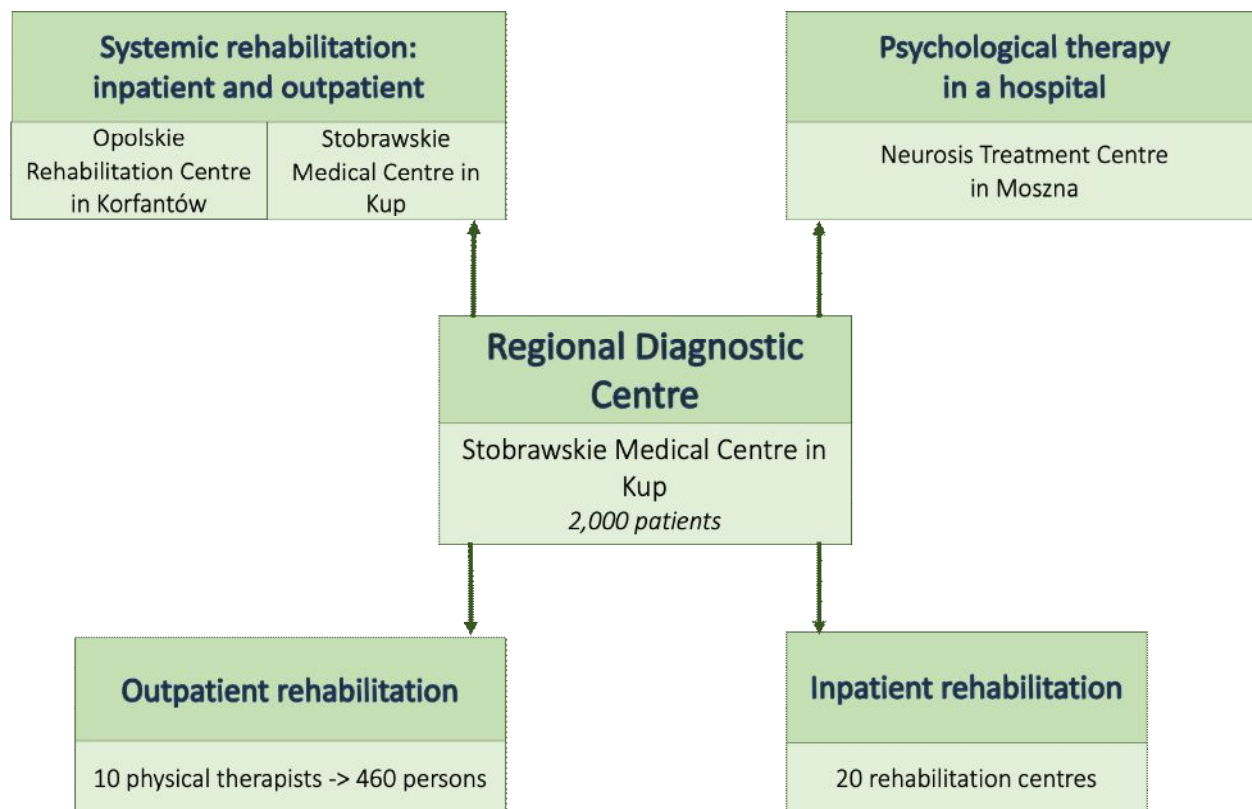 Systemic rehabilitation:
inpatient and outpatient
Opolskie
Rehabilitation Centre
in Korfantów
Stobrawskie
Medical Centre in
Kup
Psychological therapy
in a hospital
Neurosis Treatment Centre
in Moszna
Regional Diagnostic
Centre
Stobrawskie Medical Centre in
Kup
2,000 patients
Outpatient rehabilitation
10 physical therapists -> 460 persons
Inpatient rehabilitation
20 rehabilitation centres